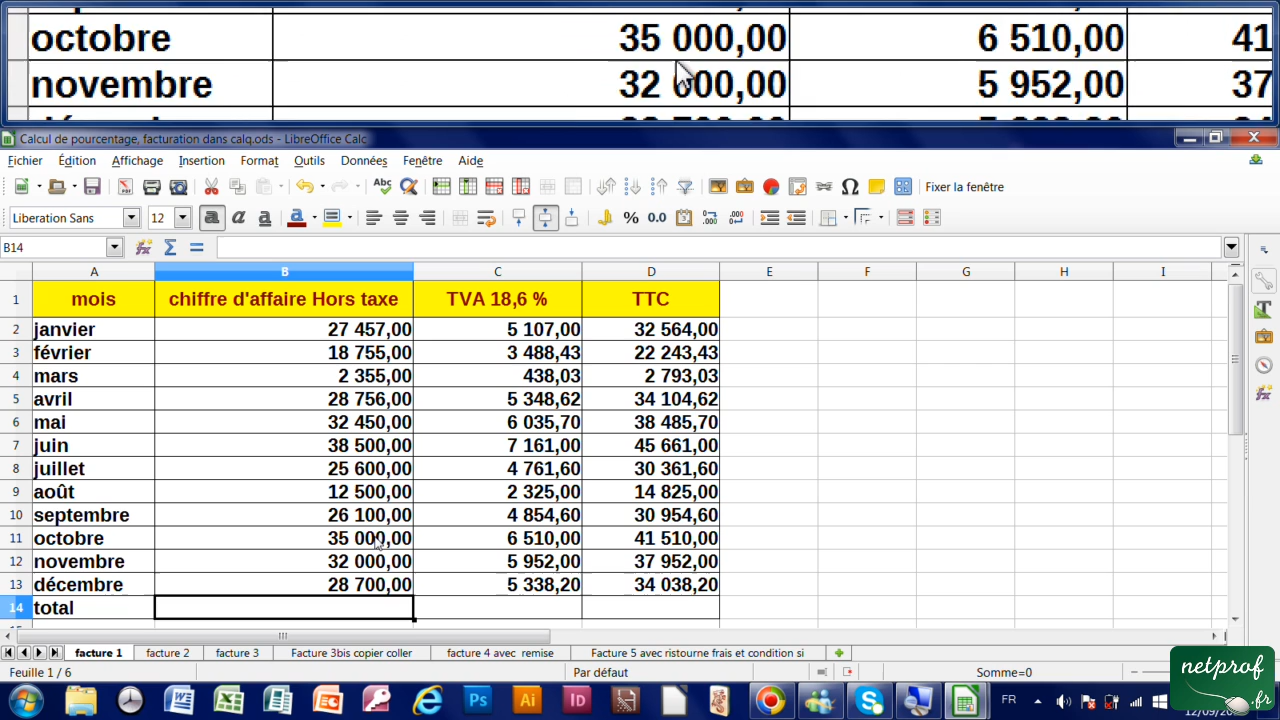 octobre 35 000,00 6 510,00 41
novembre 32 000,00 5 952,00 37
Calcul de pourcentage, facturation dans calq.ods - LibreOffice Calc
Fichier Édition Affichage Insertion Format Outils Données Fenêtre Aide
Fixer la fenêtre
Liberation Sans 12
B14
A B C D E F G H I
1 mois chiffre d'affaire Hors taxe TVA 18,6 % TTC
2 janvier 27 457,00 5 107,00 32 564,00
3 février 18 755,00 3 488,43 22 243,43
4 mars 2 355,00 438,03 2 793,03
5 avril 28 756,00 5 348,62 34 104,62
6 mai 32 450,00 6 035,70 38 485,70
7 juin 38 500,00 7 161,00 45 661,00
8 juillet 25 600,00 4 761,60 30 361,60
9 août 12 500,00 2 325,00 14 825,00
10 septembre 26 100,00 4 854,60 30 954,60
11 octobre 35 000,00 6 510,00 41 510,00
12 novembre 32 000,00 5 952,00 37 952,00
13 décembre 28 700,00 5 338,20 34 038,20
14 total
facture 1 facture 2 facture 3 Facture 3bis copier coller facture 4 avec remise Facture 5 avec ristourne frais et condition si
Feuille 1 / 6 Par défaut Somme=0
netprof
.fr
FR